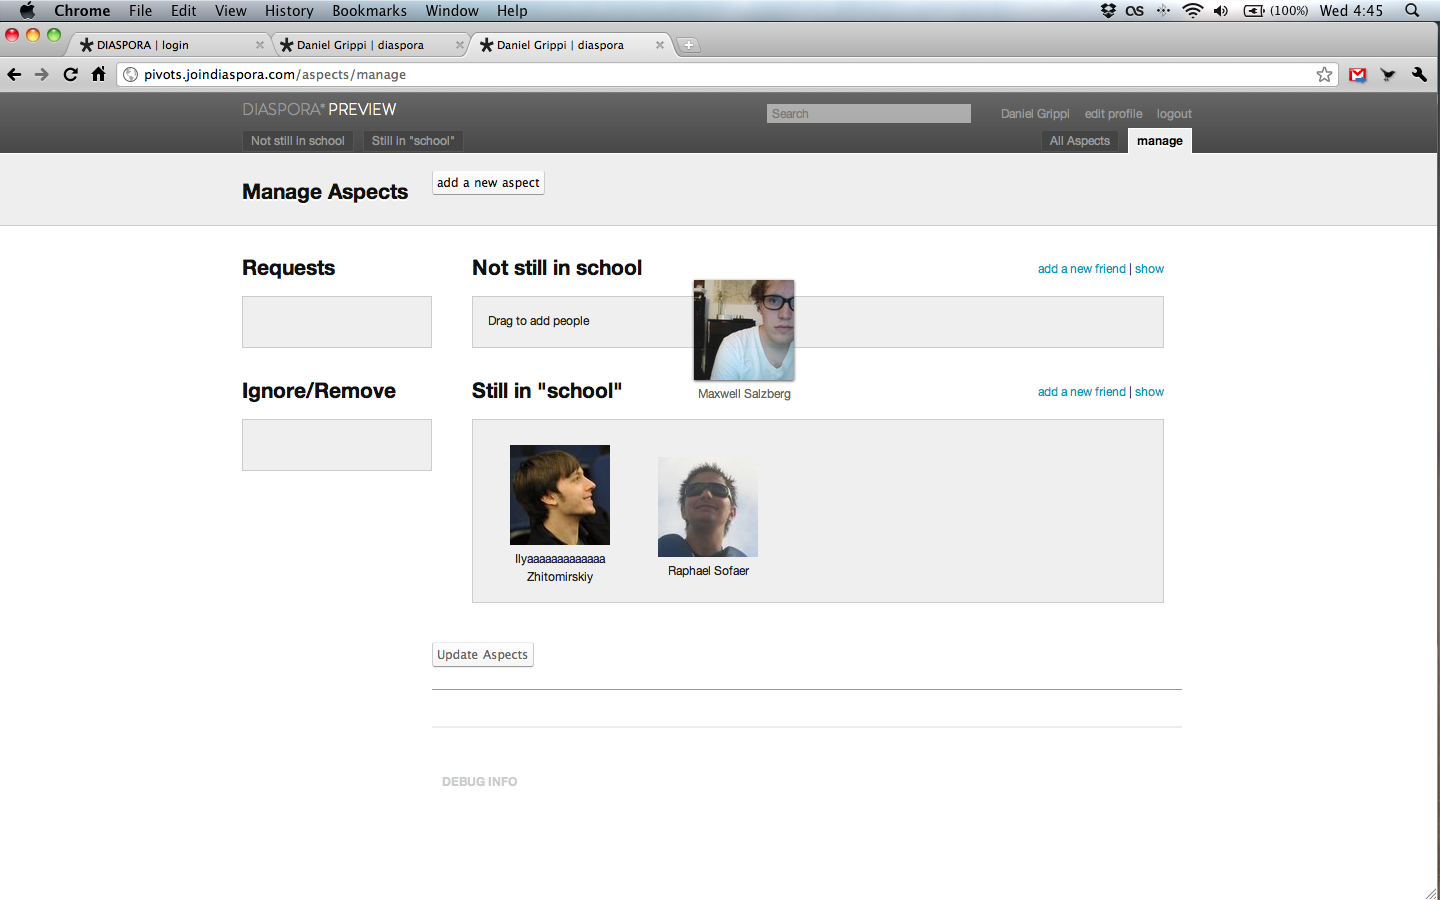 Chrome File Edit View History Bookmarks Window Help (100%) Wed 4:45
DIASPORA | login
Daniel Grippi | diaspora
Daniel Grippi | diaspora
pivots.joindiaspora.com/aspects/manage
DIASPORA* PREVIEW
Search
Daniel Grippi edit profile logout
Not still in school Still in "school"
All Aspects manage
Manage Aspects
add a new aspect
Requests
Not still in school
add a new friend | show
Drag to add people
Maxwell Salzberg
Ignore/Remove
Still in "school"
add a new friend | show
Ilyaaaaaaaaaaaaa
Zhitomirskiy
Raphael Sofaer
Update Aspects
DEBUG INFO